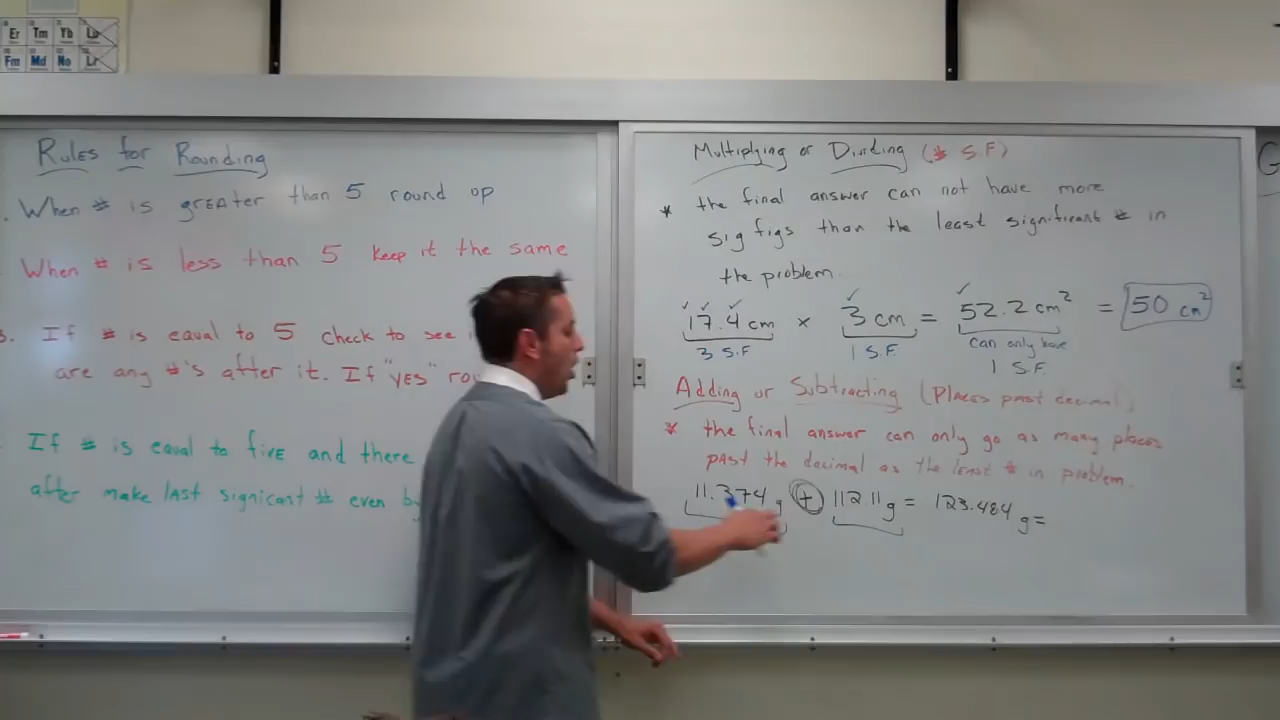 Er Tm Yb Lu
Fm Md No Lr
Rules for Rounding
. When # is greater than 5 round up
When # is less than 5 keep it the same
3. If # is equal to 5 check to see
are any #'s after it. If "yes"
If # is equal to five and there
after make last signicant # even by
Multiplying or Dividing (# S.F)
* the final answer can not have more
sig figs than the least significant # in
the problem.
17.4 cm × 3 cm = 52.2 cm² = 50 cm²
3 S.F 1 S.F. can only have
1 S.F.
Adding or Subtracting (Places past decimal)
* the final answer can only go as many places
past the decimal as the least # in problem.
11.374 g + 112.11 g = 123.484 g =
G